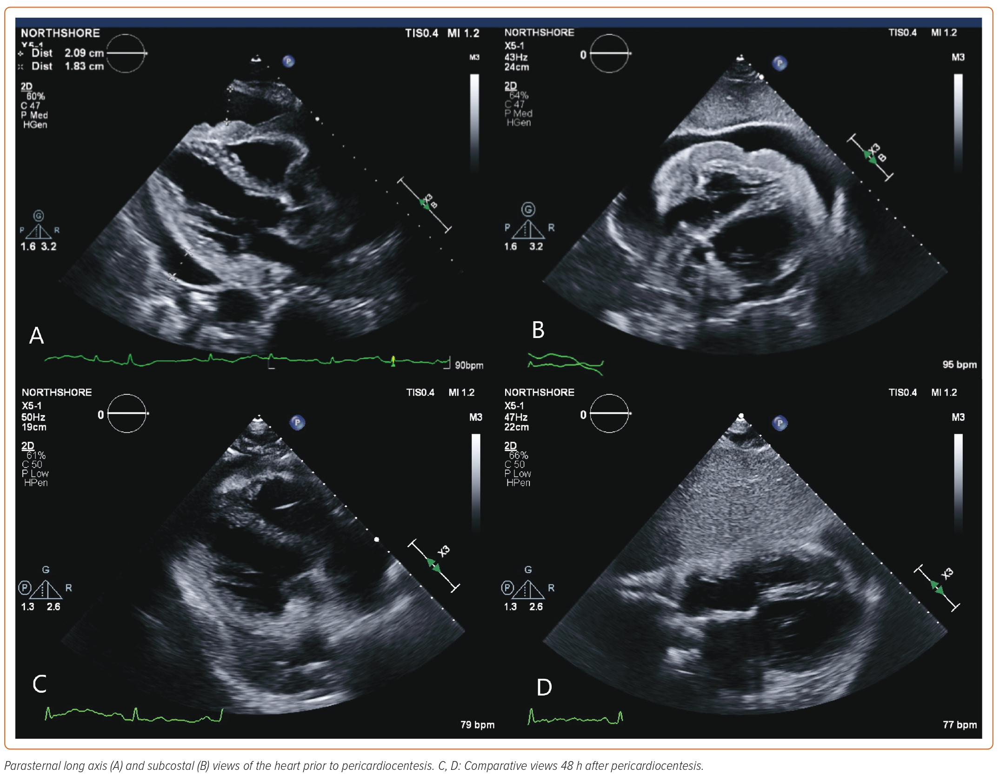 NORTHSHORE
TIS0.4 MI 1.2
X5-1
Dist 2.09 cm
Dist 1.83 cm
P
M3
2D
60%
C 47
P Med
HGen
X3
B
G
P R
1.6 3.2
A
90bpm
NORTHSHORE
TIS0.4 MI 1.2
X5-1
43Hz
24cm
0
P
M3
2D
64%
C 47
P Med
HGen
X3
B
G
P R
1.6 3.2
B
95 bpm
NORTHSHORE
TIS0.4 MI 1.2
X5-1
50Hz
19cm
0
P
M3
2D
61%
C 50
P Low
HPen
X3
G
P R
1.3 2.6
C
79 bpm
NORTHSHORE
TIS0.4 MI 1.2
X5-1
47Hz
22cm
0
P
M3
2D
66%
C 50
P Low
HPen
X3
G
P R
1.3 2.6
D
77 bpm
Parasternal long axis (A) and subcostal (B) views of the heart prior to pericardiocentesis. C, D: Comparative views 48 h after pericardiocentesis.